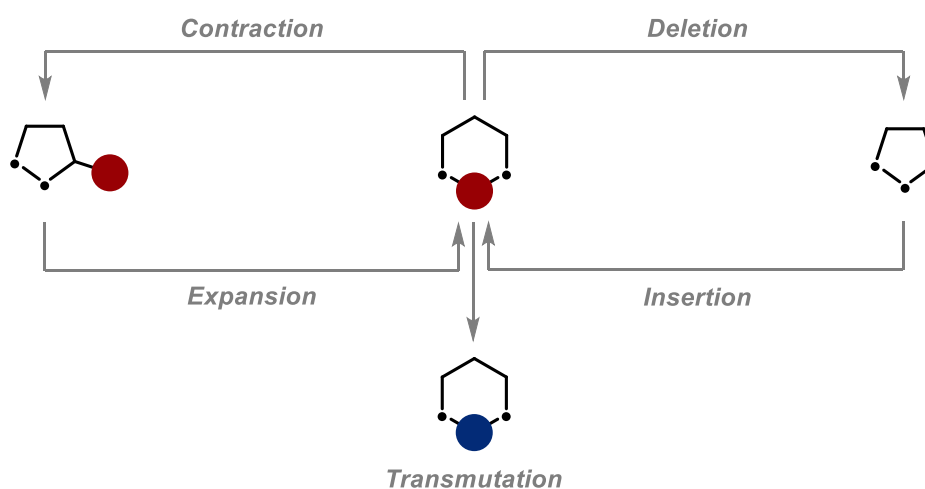 Contraction
Deletion
Expansion
Insertion
Transmutation